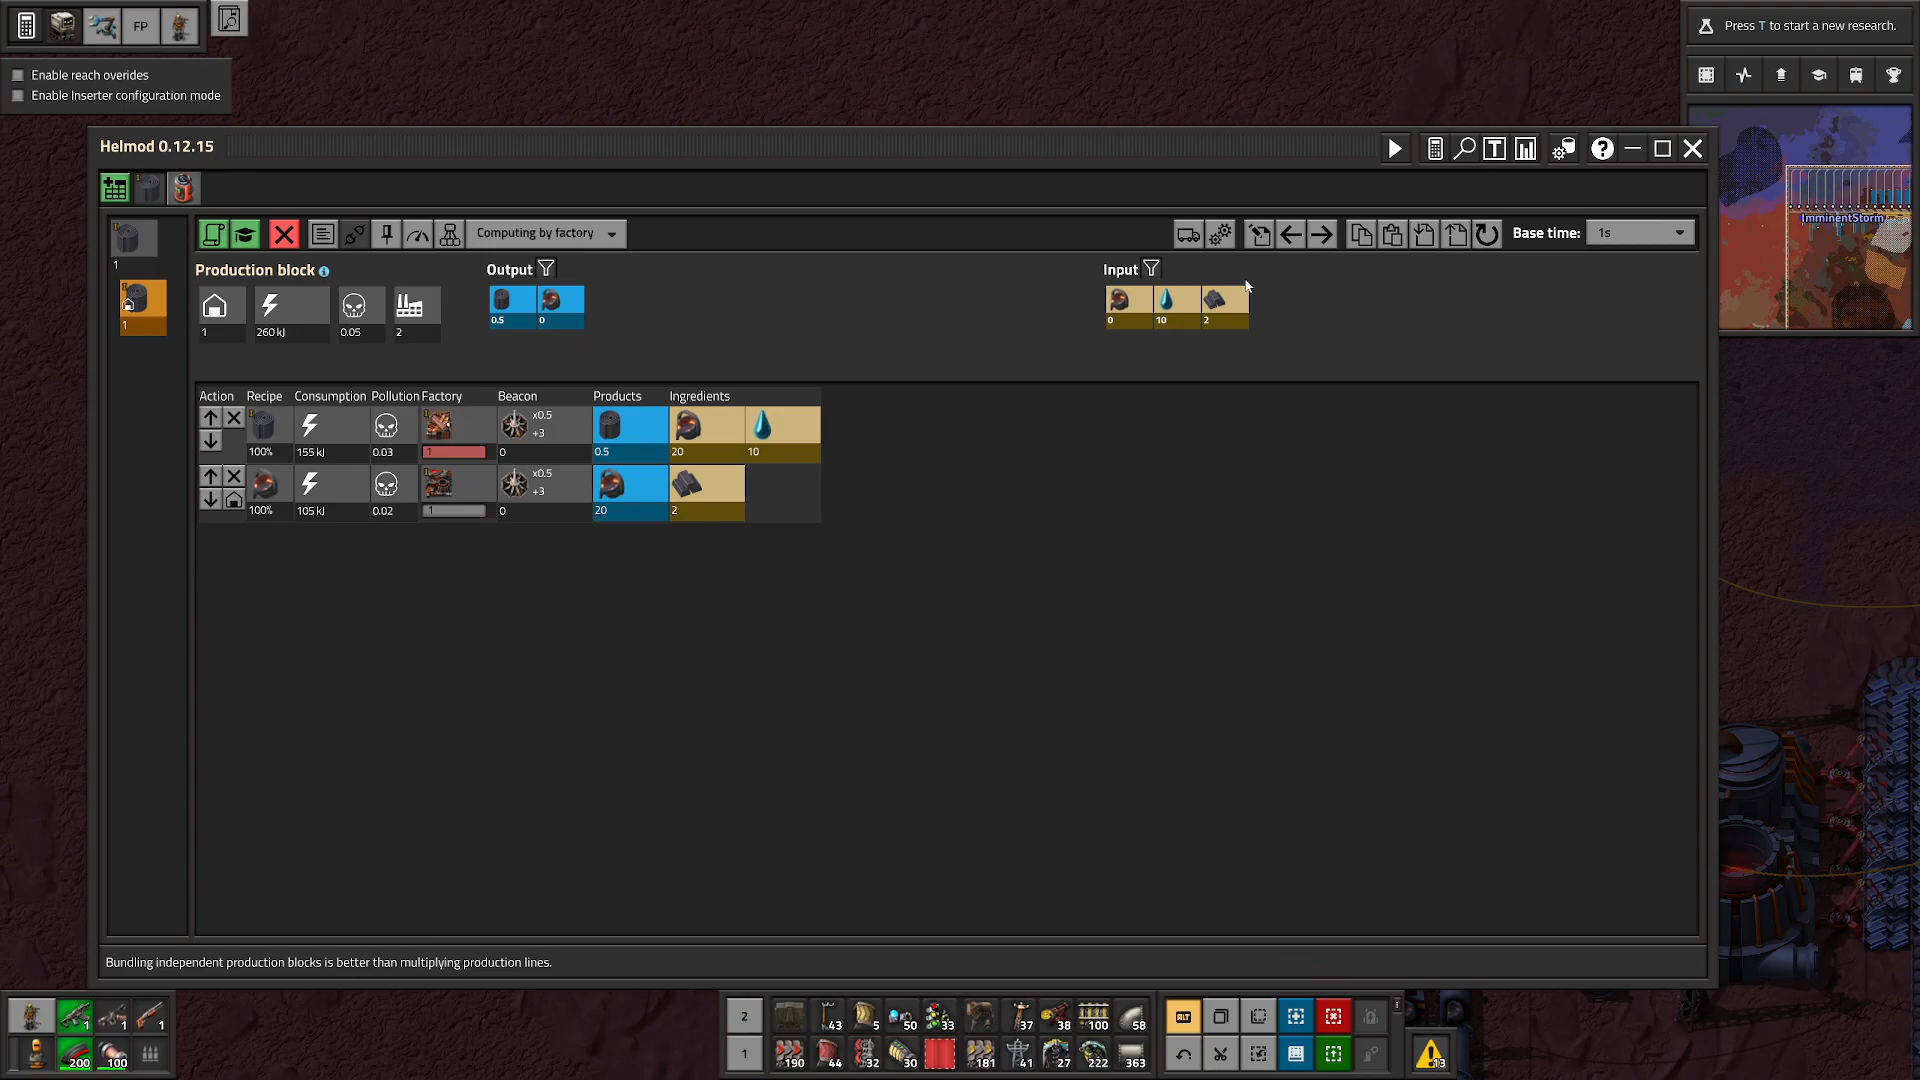 FP
Press T to start a new research.
Enable reach overides
Enable Inserter configuration mode
Helmod 0.12.15
ImminentStorm
1
Computing by factory
Base time: 1s
Production block
Output
Input
1
1
260 kJ
0.05
2
0.5
0
0
10
2
Action Recipe Consumption Pollution Factory Beacon Products Ingredients
x0.5
+3
100% 155 kJ 0.03 1 0 0.5 20 10
x0.5
+3
100% 105 kJ 0.02 1 0 20 2
Bundling independent production blocks is better than multiplying production lines.
1 1 1
2 43 5 50 33 37 38 100 58
ALT
200 100
1 190 44 32 30 181 41 27 222 363
13